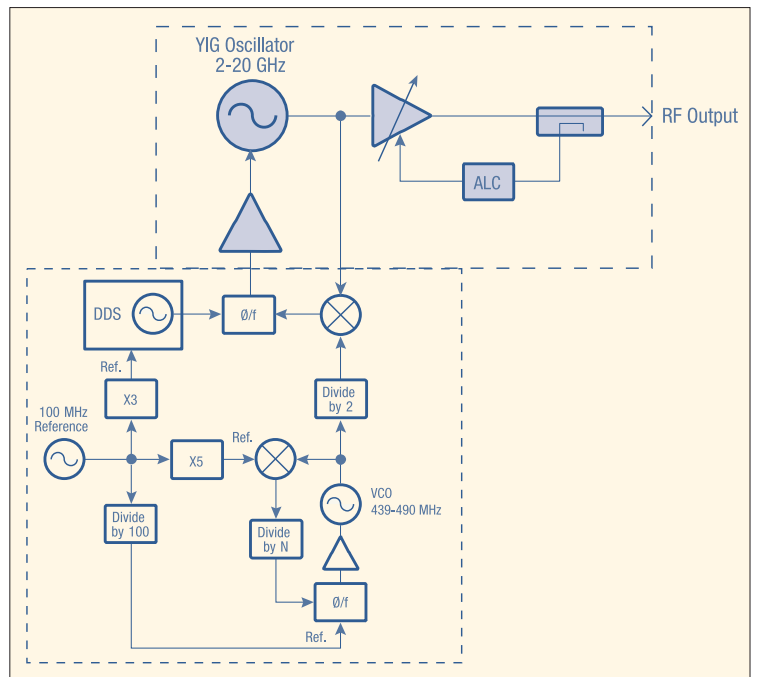 YIG Oscillator
2-20 GHz
RF Output
ALC
DDS
Ø/f
Ref.
X3
Divide
by 2
100 MHz
Reference
X5
Ref.
VCO
439-490 MHz
Divide
by 100
Divide
by N
Ø/f
Ref.